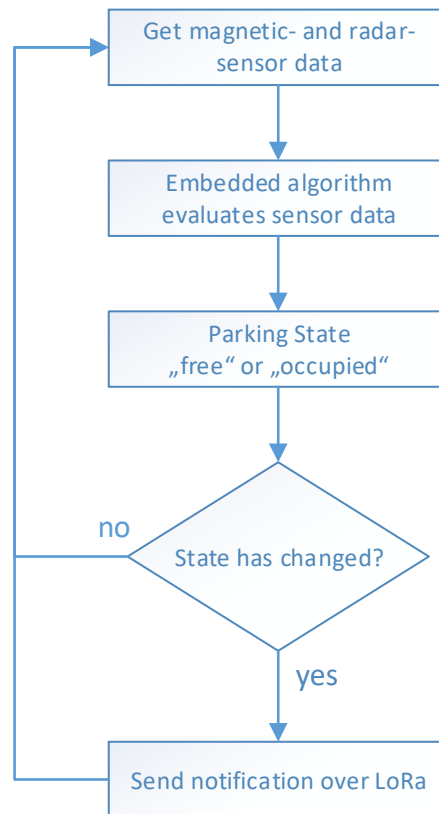 Get magnetic- and radar-
sensor data
Embedded algorithm
evaluates sensor data
Parking State
„free“ or „occupied“
State has changed?
no
yes
Send notification over LoRa